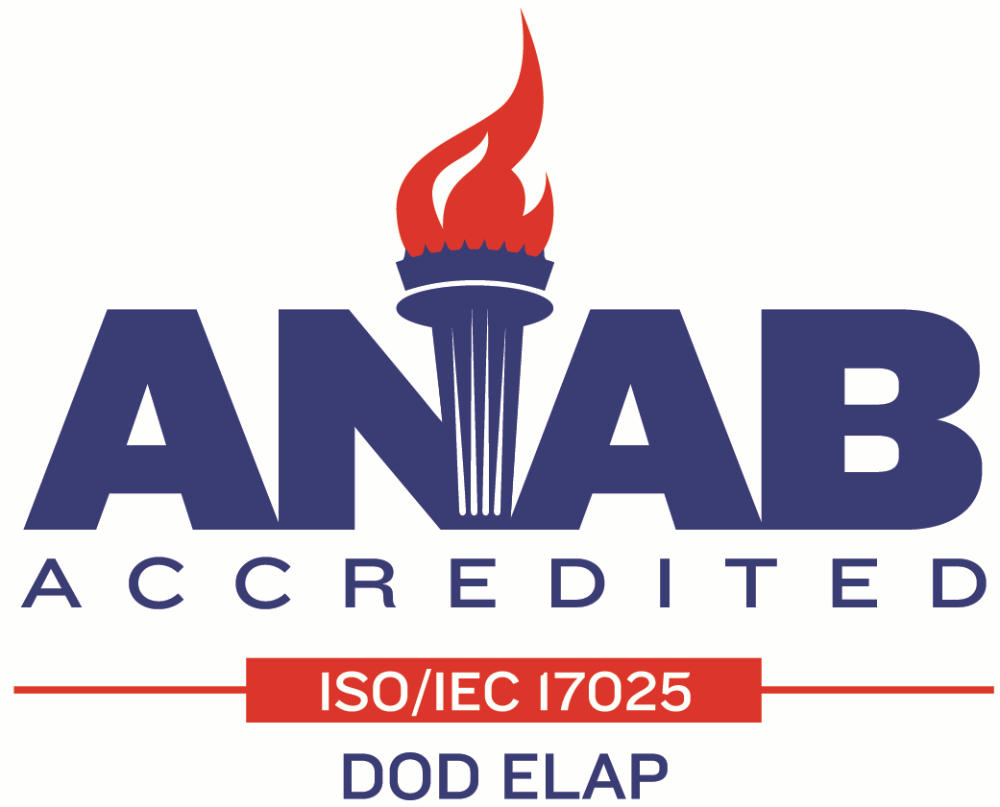 ANAB
ACCREDITED
ISO/IEC 17025
DOD ELAP